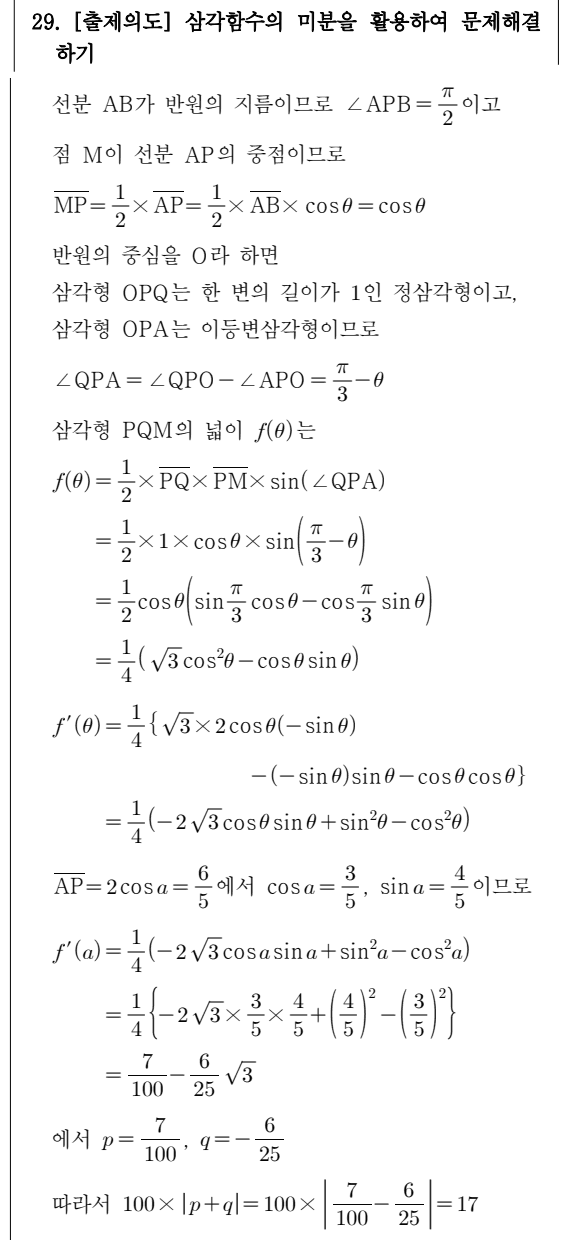 29. [출제의도] 삼각함수의 미분을 활용하여 문제해결
하기
선분 AB가 반원의 지름이므로 ∠APB = π/2 이고
점 M이 선분 AP의 중점이므로
M̅P̅ = 1/2 × A̅P̅ = 1/2 × A̅B̅ × cosθ = cosθ
반원의 중심을 O라 하면
삼각형 OPQ는 한 변의 길이가 1인 정삼각형이고,
삼각형 OPA는 이등변삼각형이므로
∠QPA = ∠QPO − ∠APO = π/3 − θ
삼각형 PQM의 넓이 f(θ)는
f(θ) = 1/2 × P̅Q̅ × P̅M̅ × sin(∠QPA)
= 1/2 × 1 × cosθ × sin(π/3 − θ)
= 1/2 cosθ(sin π/3 cosθ − cos π/3 sinθ)
= 1/4(√3 cos²θ − cosθ sinθ)
f′(θ) = 1/4{√3 × 2cosθ(−sinθ)
−(−sinθ)sinθ − cosθcosθ}
= 1/4(−2√3 cosθ sinθ + sin²θ − cos²θ)
A̅P̅ = 2cos a = 6/5 에서 cos a = 3/5, sin a = 4/5 이므로
f′(a) = 1/4(−2√3 cos a sin a + sin²a − cos²a)
= 1/4{−2√3 × 3/5 × 4/5 + (4/5)² − (3/5)²}
= 7/100 − 6/25 √3
에서 p = 7/100, q = − 6/25
따라서 100 × |p+q| = 100 × |7/100 − 6/25| = 17